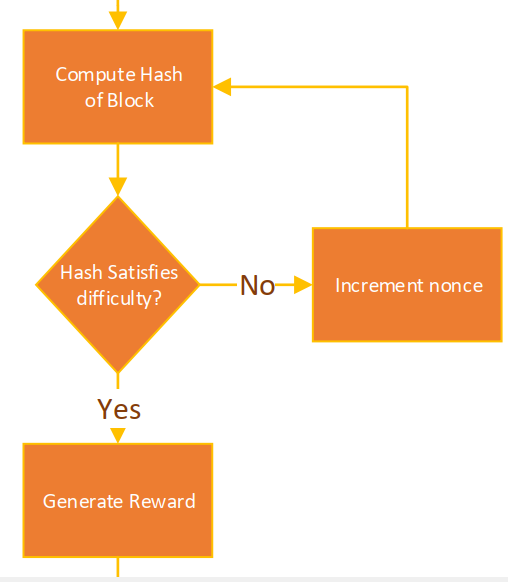 Compute Hash
of Block
Hash Satisfies
difficulty?
No
Increment nonce
Yes
Generate Reward